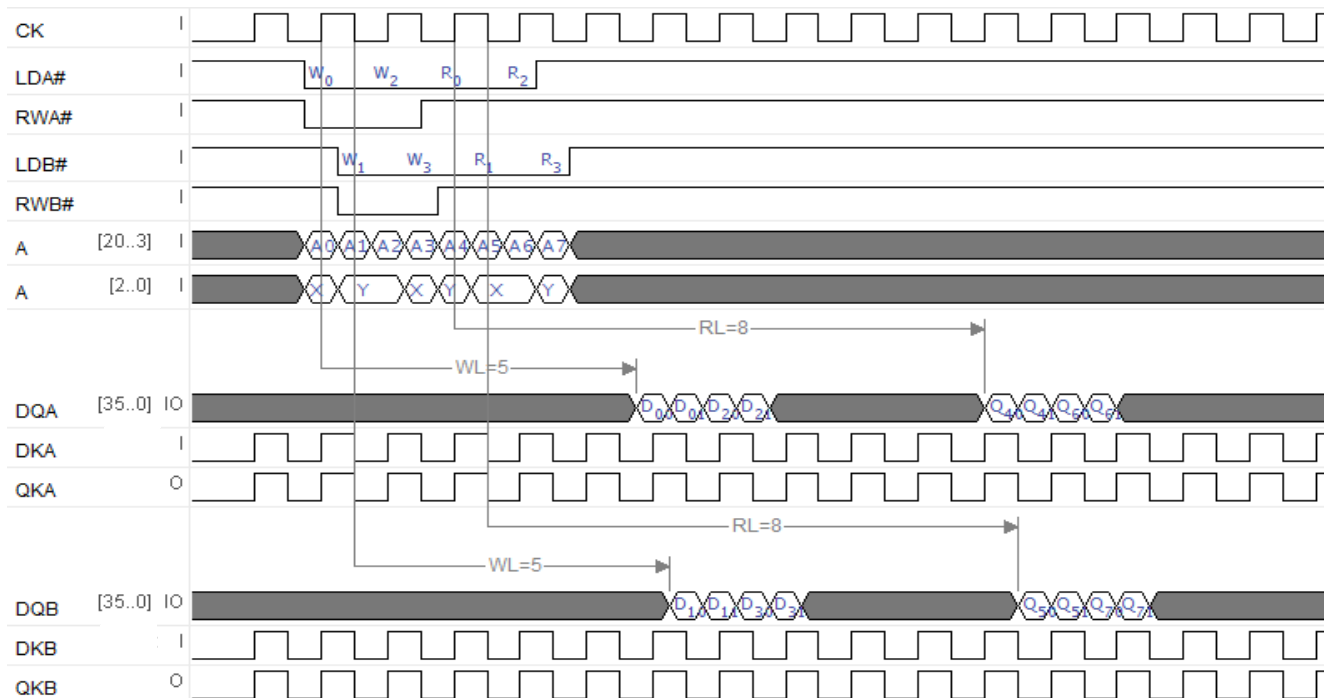 CK I
LDA# I W0 W2 R0 R2
RWA# I
LDB# I W1 W3 R1 R3
RWB# I
A [20..3] I A0 A1 A2 A3 A4 A5 A6 A7
A [2..0] I X Y X Y X Y
RL=8
WL=5
DQA [35..0] IO D00 D01 D20 D21 Q40 Q41 Q60 Q61
DKA I
QKA O
RL=8
WL=5
DQB [35..0] IO D10 D11 D30 D31 Q50 Q51 Q70 Q71
DKB I
QKB O